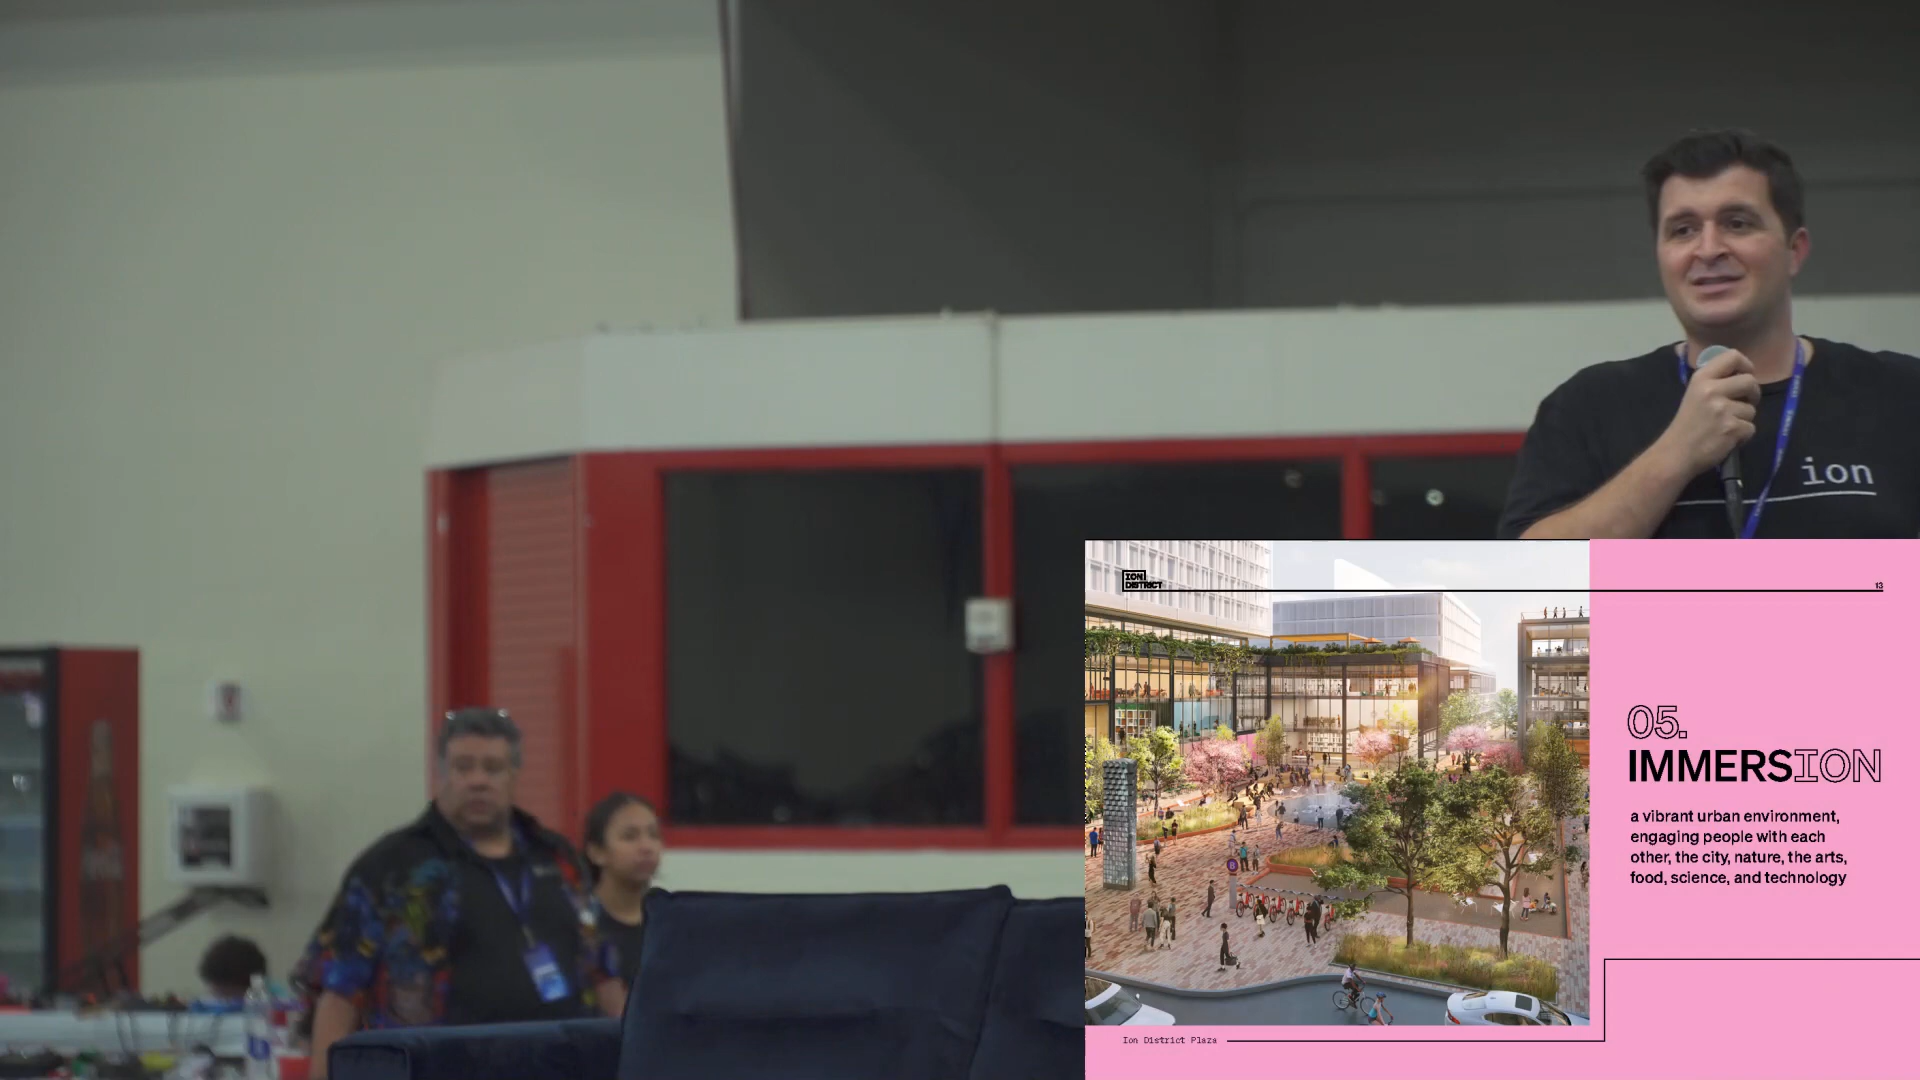 ion
ION
DISTRICT
13
05.
IMMERSION
a vibrant urban environment,
engaging people with each
other, the city, nature, the arts,
food, science, and technology
Ion District Plaza